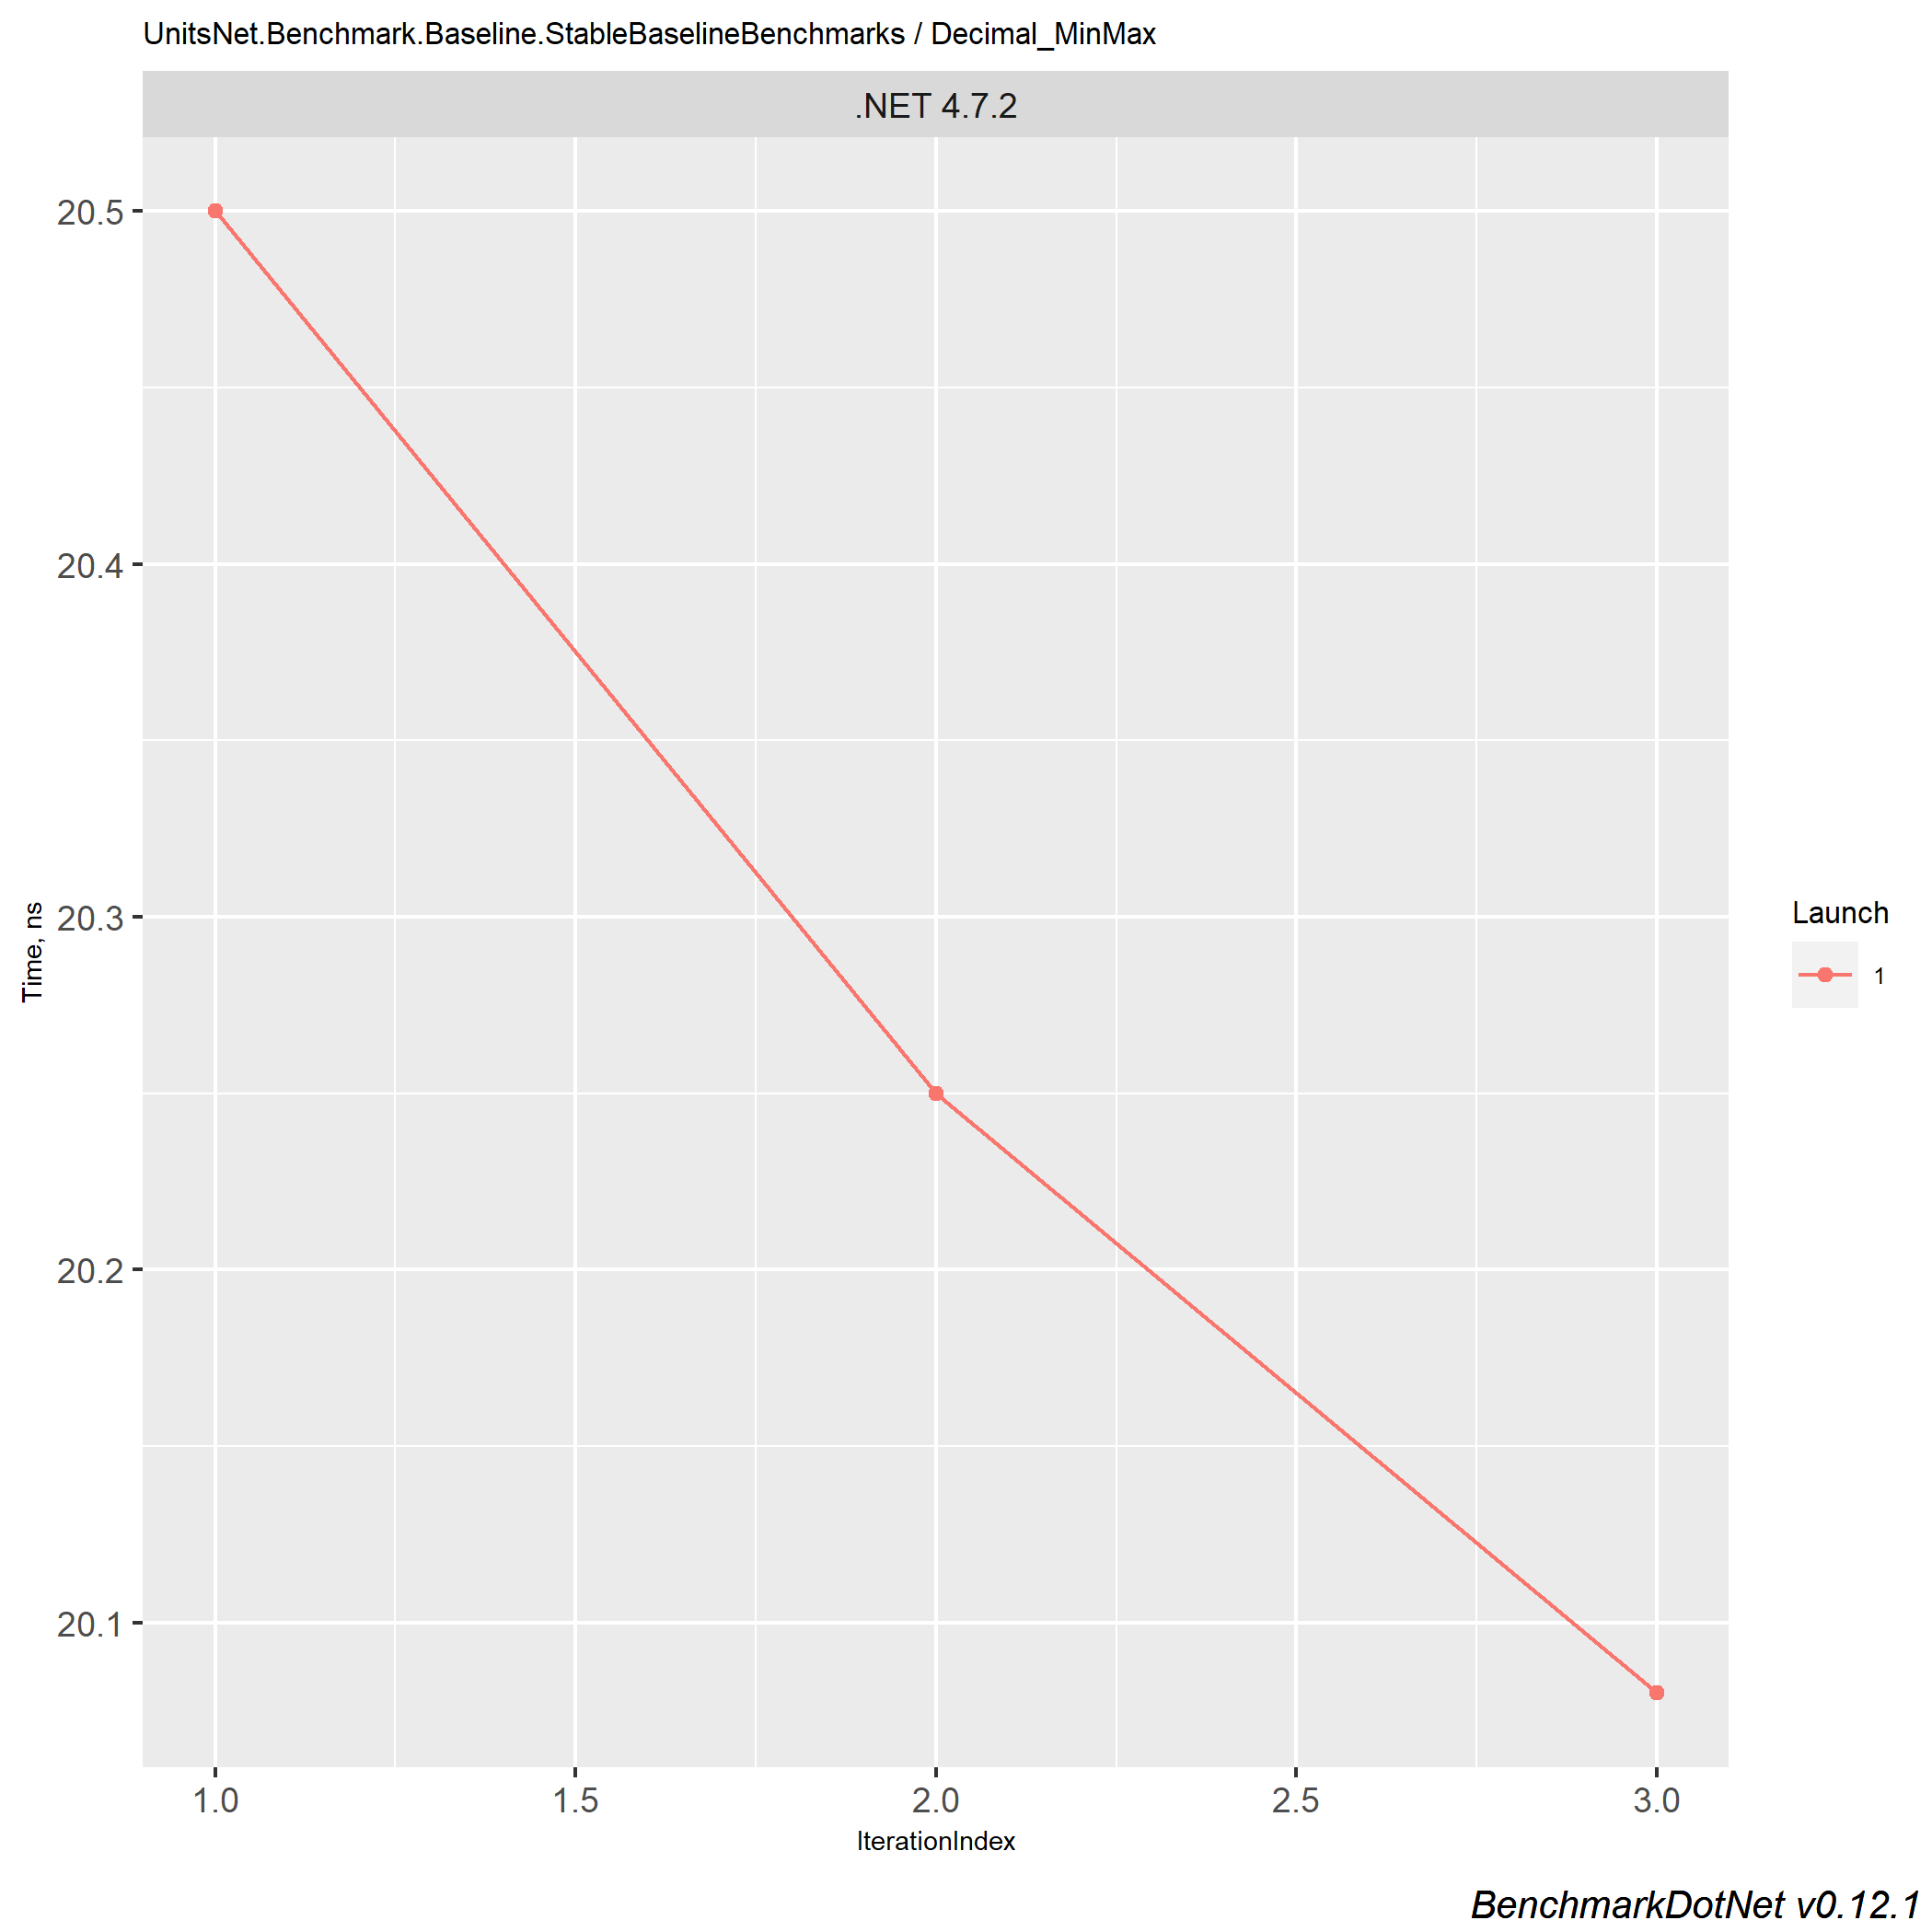 UnitsNet.Benchmark.Baseline.StableBaselineBenchmarks / Decimal_MinMax
.NET 4.7.2
20.5
20.4
20.3
20.2
20.1
Time, ns
1.0 1.5 2.0 2.5 3.0
IterationIndex
Launch
1
BenchmarkDotNet v0.12.1